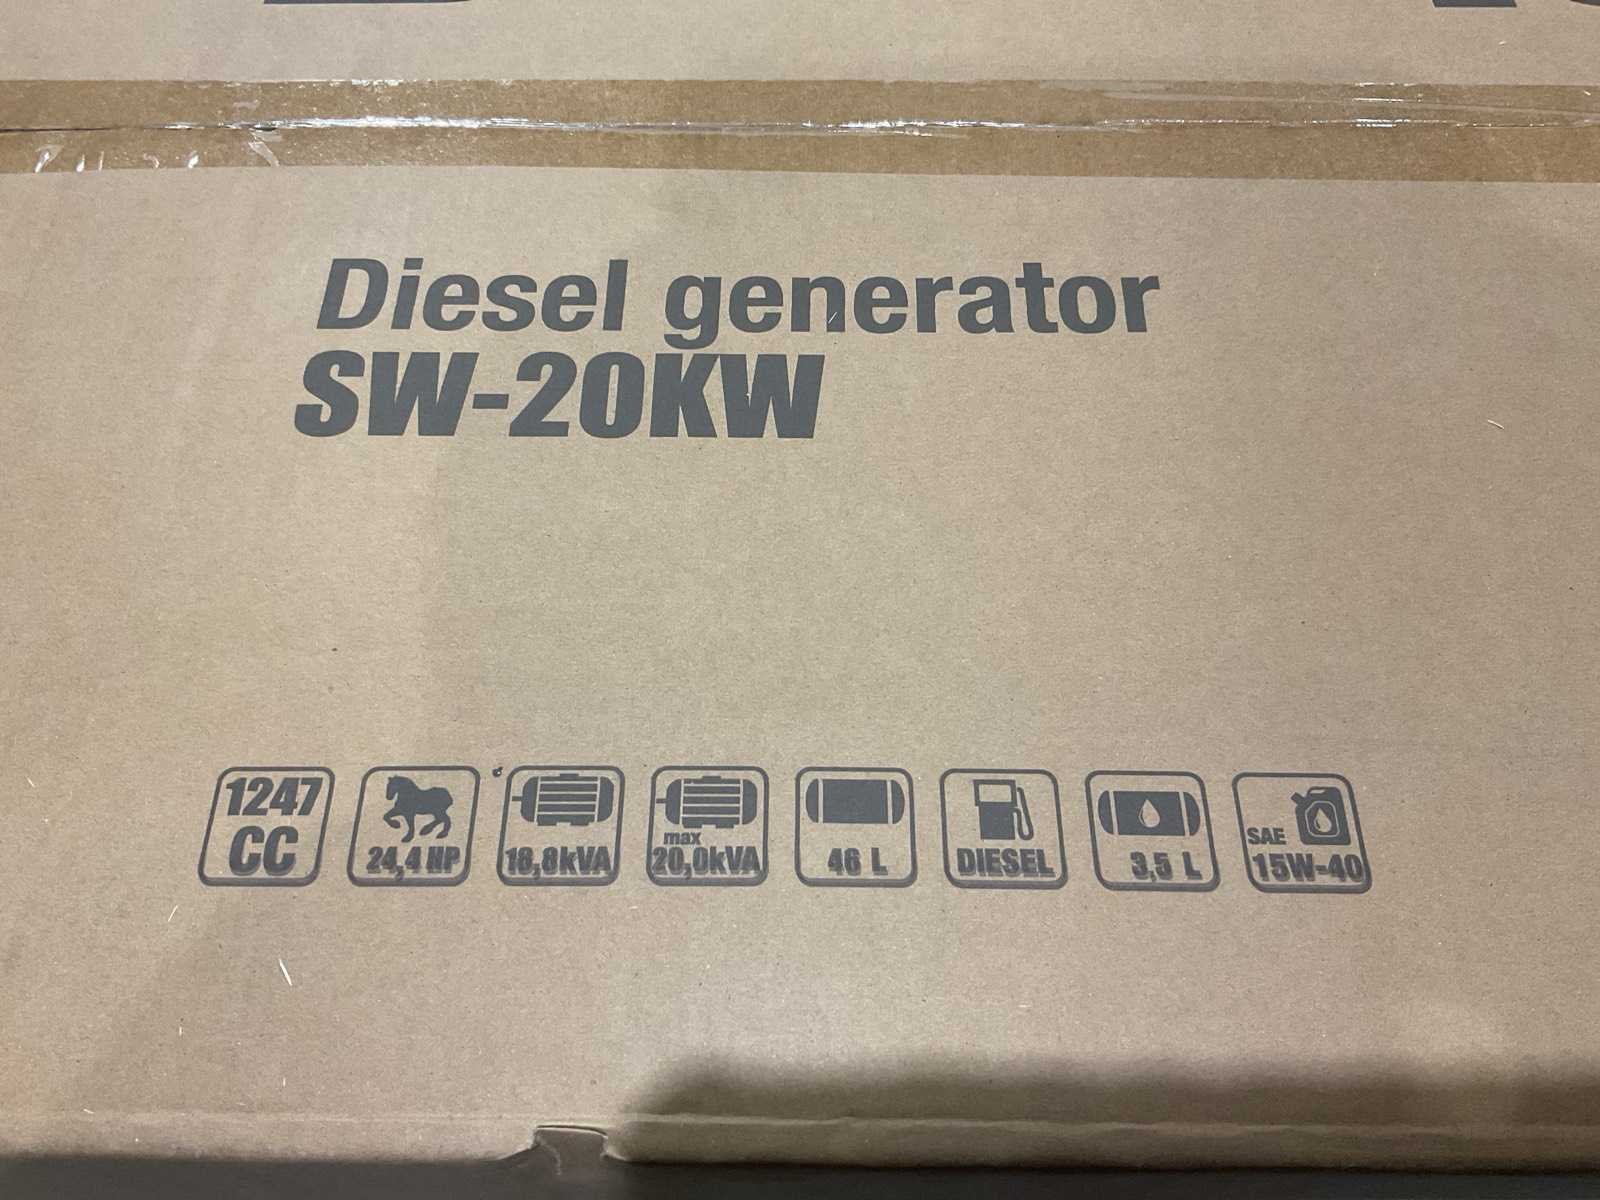 Diesel generator
SW-20KW
1247
CC
24,4 HP
18,8kVA
max
20,0kVA
46 L
DIESEL
3,5 L
SAE
15W-40